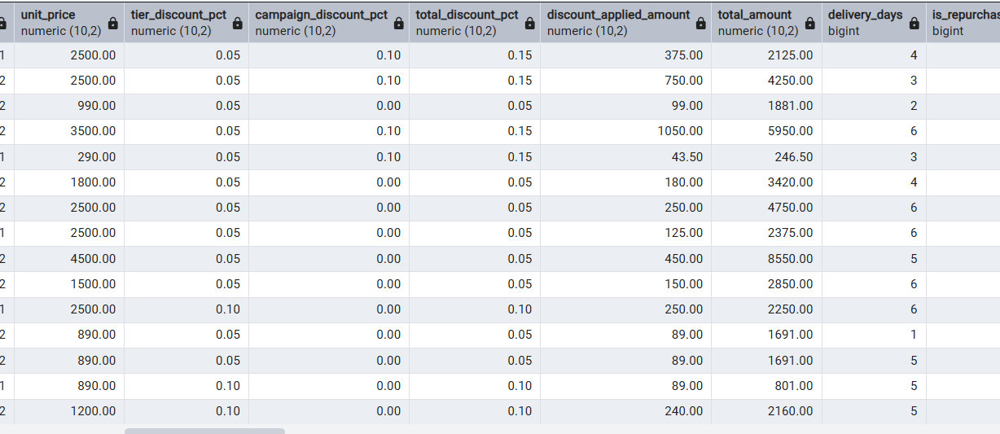 unit_price tier_discount_pct campaign_discount_pct total_discount_pct discount_applied_amount total_amount delivery_days is_repurchas
numeric (10,2) numeric (10,2) numeric (10,2) numeric (10,2) numeric (10,2) numeric (10,2) bigint bigint
1 2500.00 0.05 0.10 0.15 375.00 2125.00 4
2 2500.00 0.05 0.10 0.15 750.00 4250.00 3
2 990.00 0.05 0.00 0.05 99.00 1881.00 2
2 3500.00 0.05 0.10 0.15 1050.00 5950.00 6
1 290.00 0.05 0.10 0.15 43.50 246.50 3
2 1800.00 0.05 0.00 0.05 180.00 3420.00 4
2 2500.00 0.05 0.00 0.05 250.00 4750.00 6
1 2500.00 0.05 0.00 0.05 125.00 2375.00 6
2 4500.00 0.05 0.00 0.05 450.00 8550.00 5
2 1500.00 0.05 0.00 0.05 150.00 2850.00 6
1 2500.00 0.10 0.00 0.10 250.00 2250.00 6
2 890.00 0.05 0.00 0.05 89.00 1691.00 1
2 890.00 0.05 0.00 0.05 89.00 1691.00 5
1 890.00 0.10 0.00 0.10 89.00 801.00 5
2 1200.00 0.10 0.00 0.10 240.00 2160.00 5